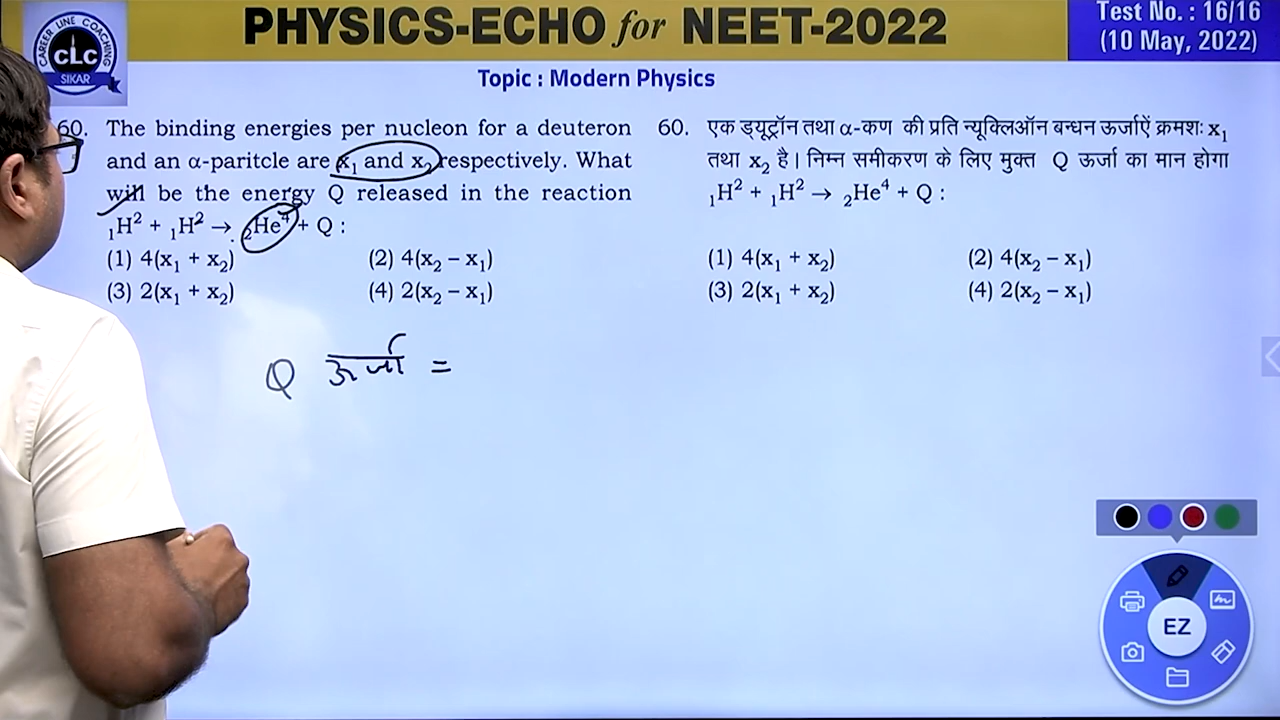 PHYSICS-ECHO for NEET-2022
Test No. : 16/16
(10 May, 2022)
CAREER LINE COACHING
CLC
SIKAR
Topic : Modern Physics
60. The binding energies per nucleon for a deuteron
and an α-paritcle are x₁ and x₂ respectively. What
will be the energy Q released in the reaction
₁H² + ₁H² → ₂He⁴ + Q :
(1) 4(x₁ + x₂) (2) 4(x₂ − x₁)
(3) 2(x₁ + x₂) (4) 2(x₂ − x₁)
60. एक ड्यूट्रॉन तथा α-कण की प्रति न्यूक्लिऑन बन्धन ऊर्जाऐं क्रमशः x₁
तथा x₂ है। निम्न समीकरण के लिए मुक्त Q ऊर्जा का मान होगा
₁H² + ₁H² → ₂He⁴ + Q :
(1) 4(x₁ + x₂) (2) 4(x₂ − x₁)
(3) 2(x₁ + x₂) (4) 2(x₂ − x₁)
Q ऊर्जा =
EZ